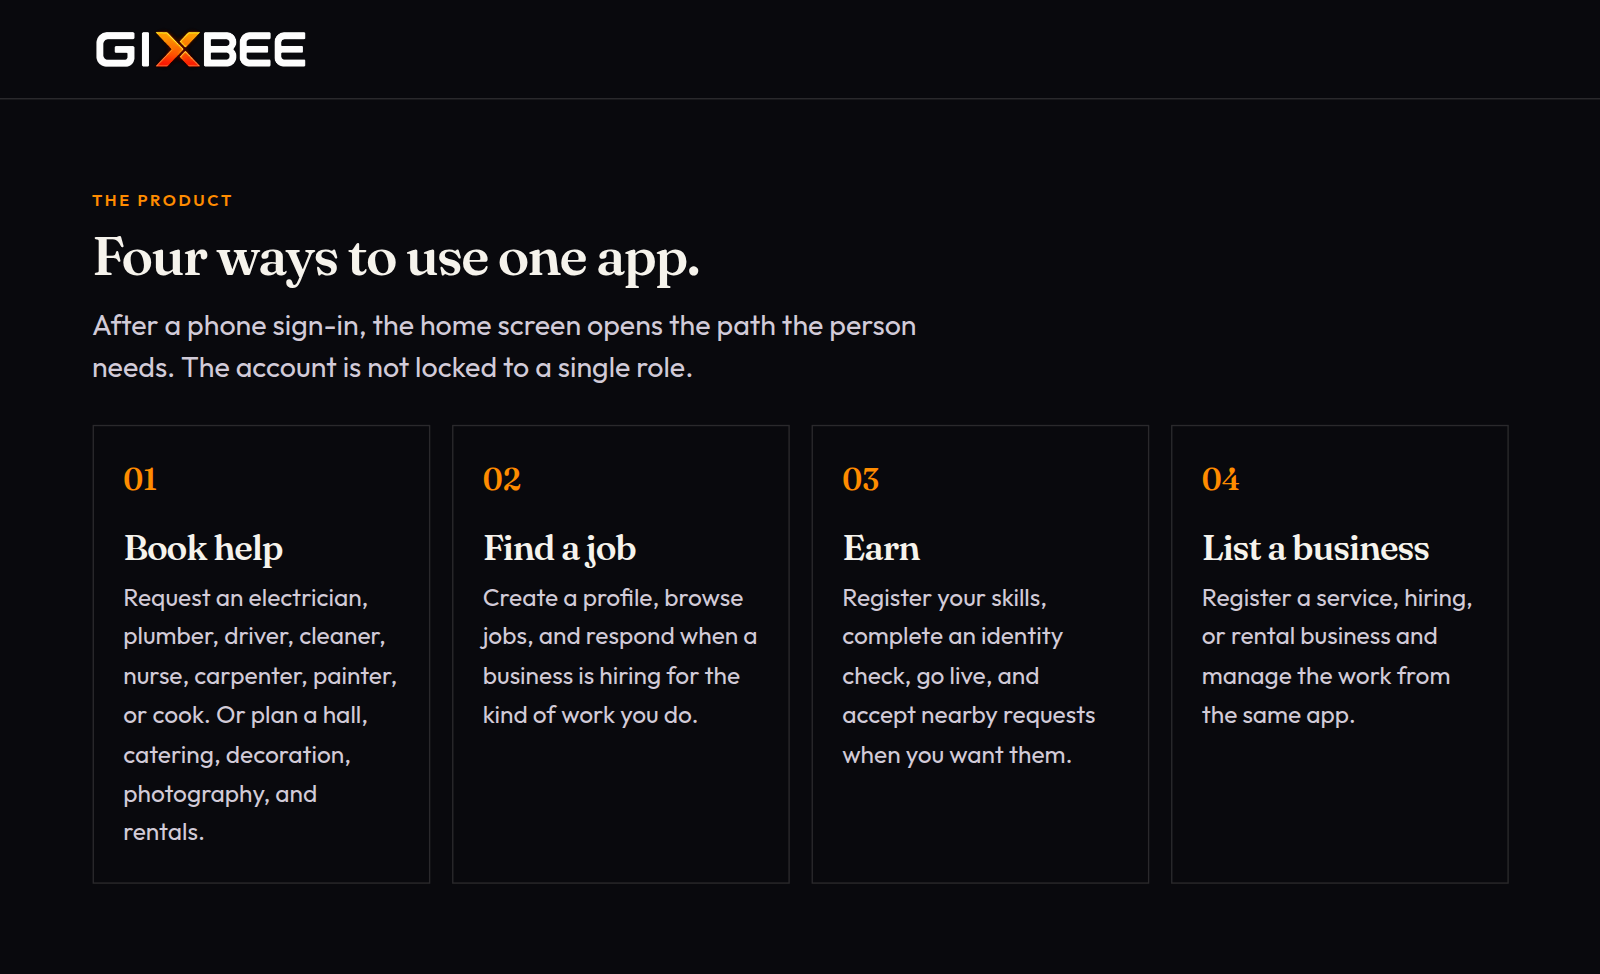 GIXBEE
THE PRODUCT
Four ways to use one app.
After a phone sign-in, the home screen opens the path the person
needs. The account is not locked to a single role.
01
Book help
Request an electrician,
plumber, driver, cleaner,
nurse, carpenter, painter,
or cook. Or plan a hall,
catering, decoration,
photography, and
rentals.
02
Find a job
Create a profile, browse
jobs, and respond when a
business is hiring for the
kind of work you do.
03
Earn
Register your skills,
complete an identity
check, go live, and
accept nearby requests
when you want them.
04
List a business
Register a service, hiring,
or rental business and
manage the work from
the same app.